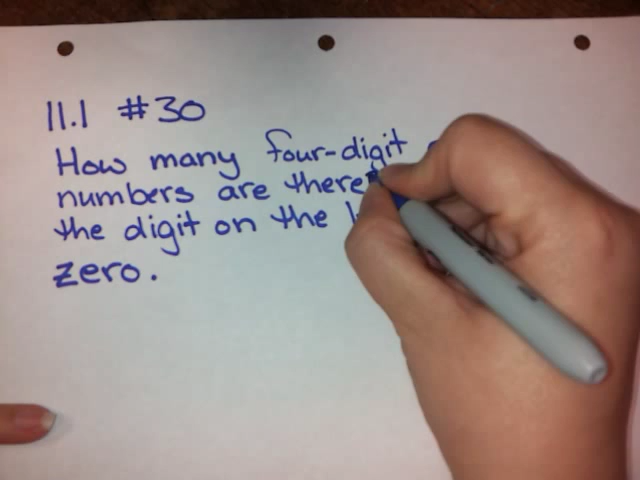 11.1 #30
How many four-digit
numbers are there
the digit on the
zero.